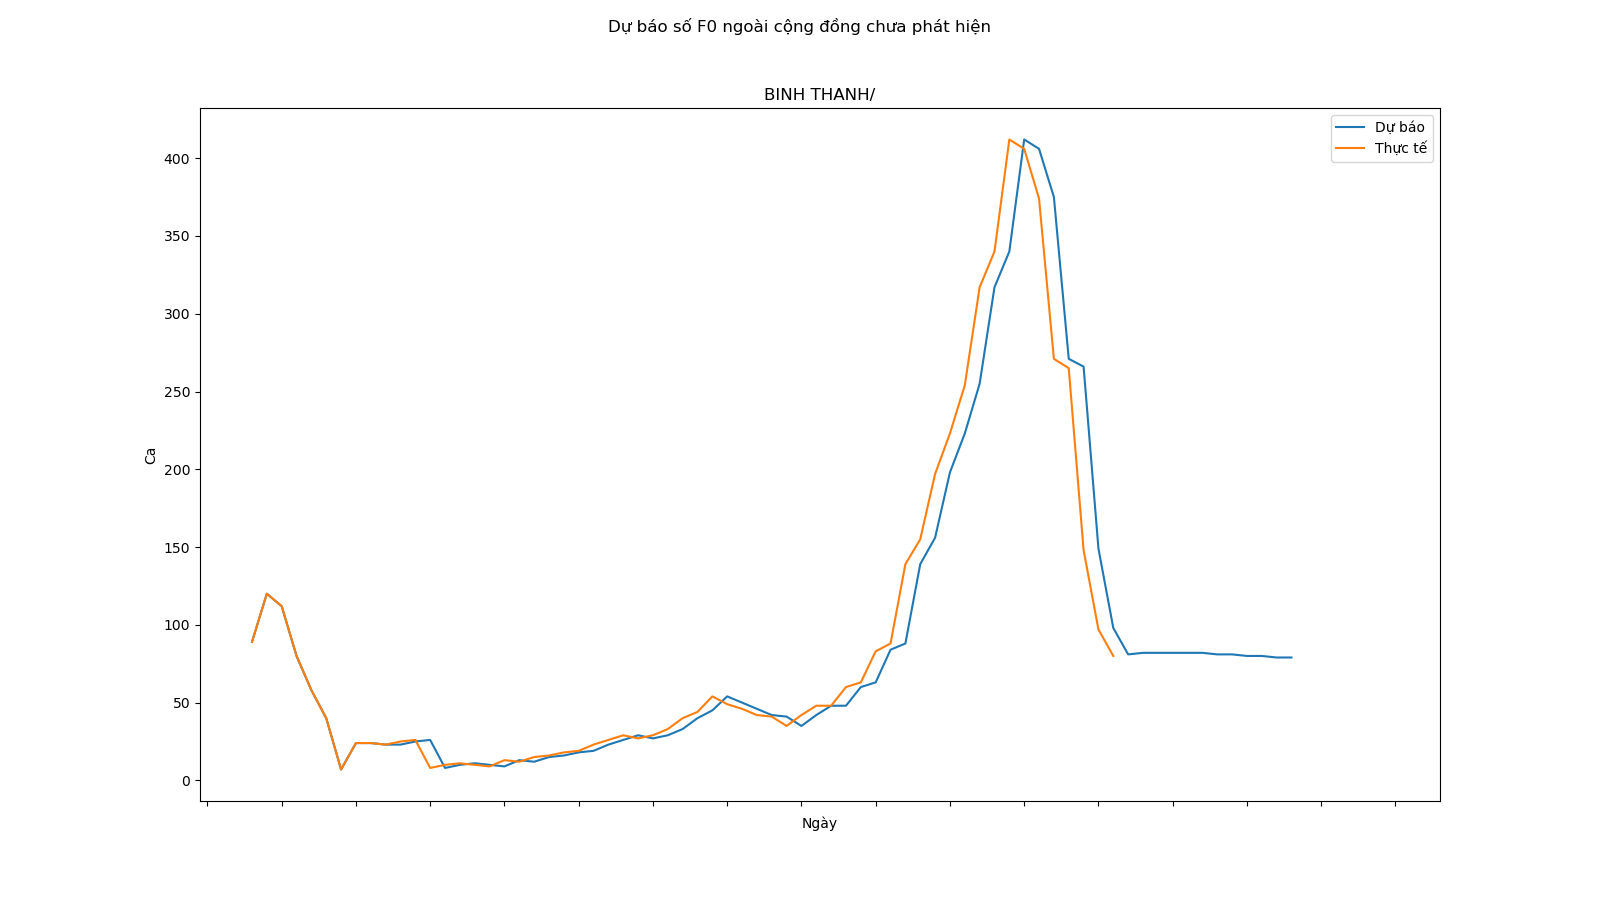 Dự báo số F0 ngoài cộng đồng chưa phát hiện
BINH THANH/
Dự báo
Thực tế
400
350
300
250
200
150
100
50
0
Ca
Ngày